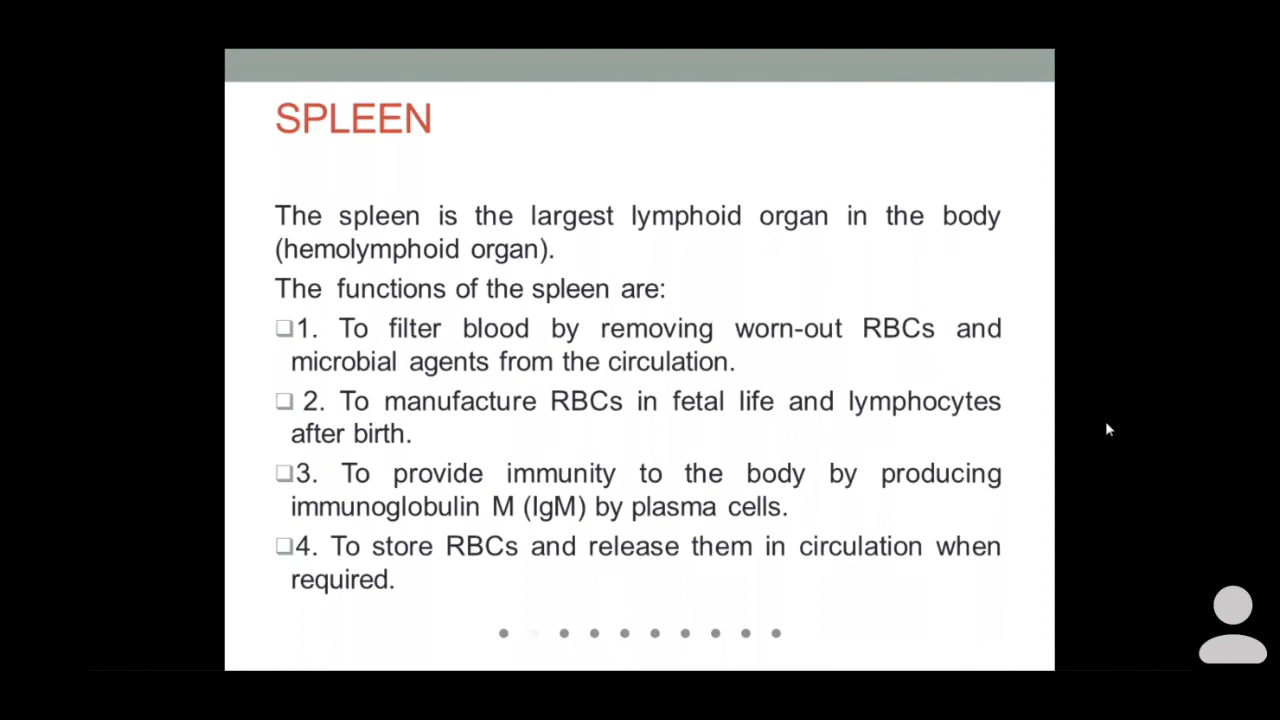 SPLEEN
The spleen is the largest lymphoid organ in the body
(hemolymphoid organ).
The functions of the spleen are:
❑1. To filter blood by removing worn-out RBCs and
microbial agents from the circulation.
❑ 2. To manufacture RBCs in fetal life and lymphocytes
after birth.
❑3. To provide immunity to the body by producing
immunoglobulin M (IgM) by plasma cells.
❑4. To store RBCs and release them in circulation when
required.